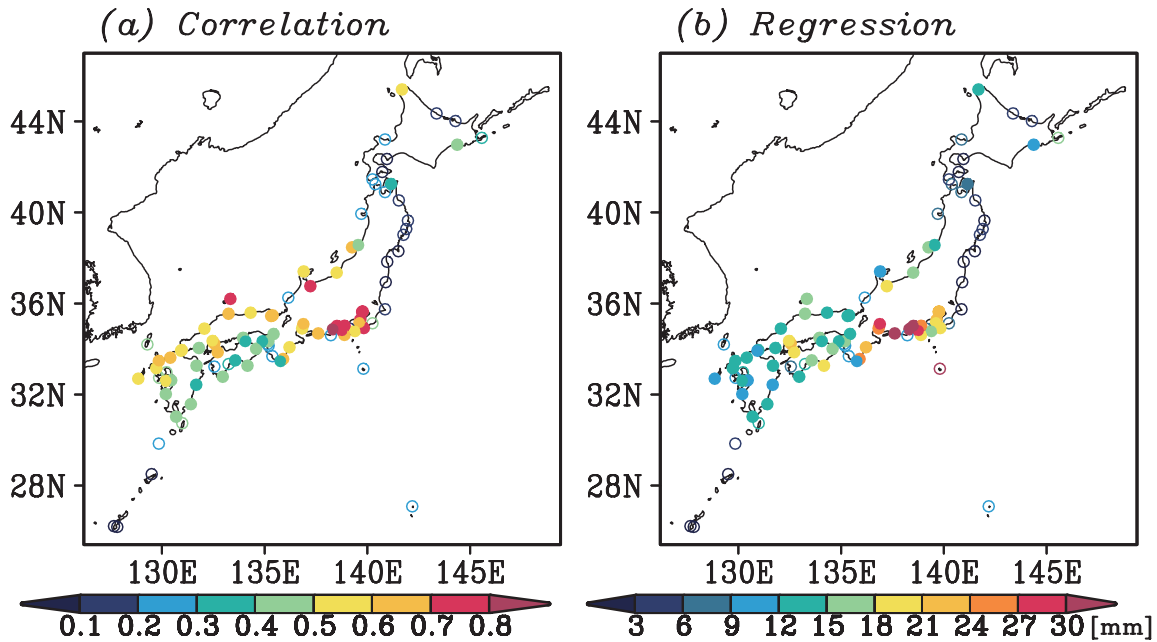 (a) Correlation
(b) Regression
44N
40N
36N
32N
28N
130E 135E 140E 145E
0.1 0.2 0.3 0.4 0.5 0.6 0.7 0.8
44N
40N
36N
32N
28N
130E 135E 140E 145E
3 6 9 12 15 18 21 24 27 30 [mm]